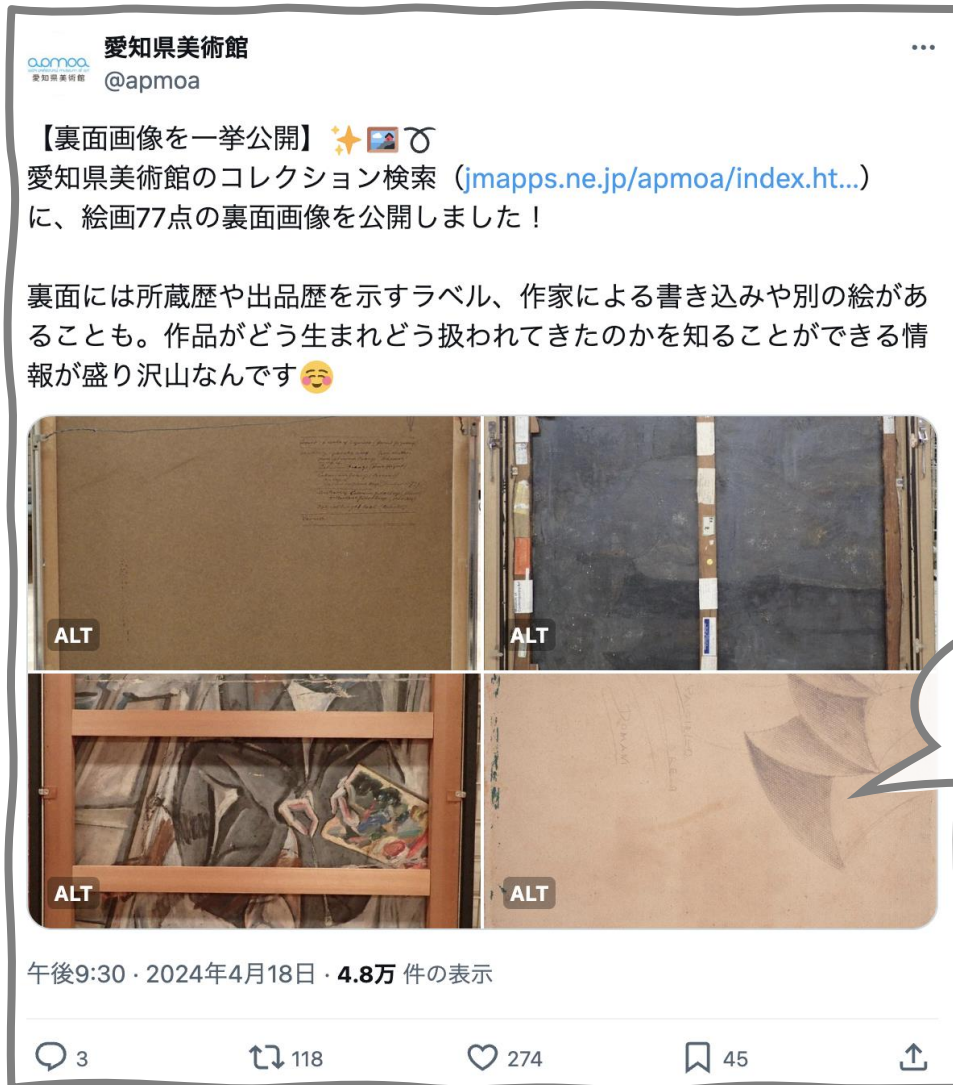 愛知県美術館
apmoa
愛知県美術館
@apmoa
【裏面画像を一挙公開】✨🖼️➰
愛知県美術館のコレクション検索(jmapps.ne.jp/apmoa/index.ht...)
に、絵画77点の裏面画像を公開しました!
裏面には所蔵歴や出品歴を示すラベル、作家による書き込みや別の絵があ
ることも。作品がどう生まれどう扱われてきたのかを知ることができる情
報が盛り沢山なんです☺️
ALT
ALT
ALT
ALT
午後9:30 · 2024年4月18日 · 4.8万 件の表示
3 118 274 45